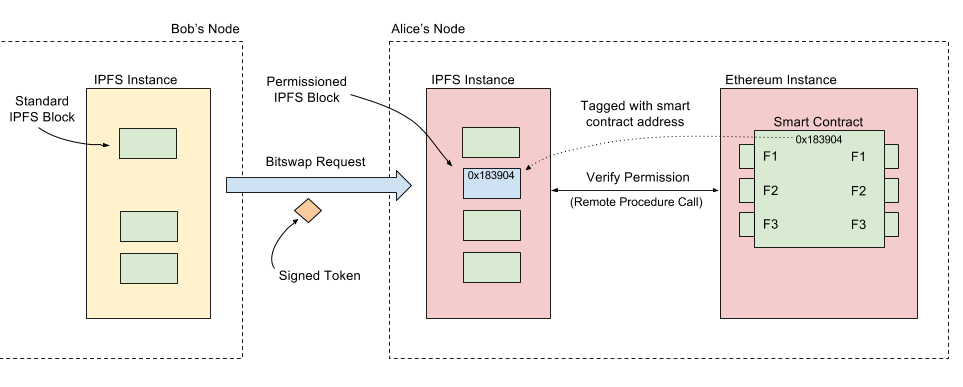 Bob's Node
Alice's Node
IPFS Instance
Standard
IPFS Block
Permissioned
IPFS Block
Bitswap Request
Signed Token
IPFS Instance
0x183904
Tagged with smart
contract address
Verify Permission
(Remote Procedure Call)
Ethereum Instance
Smart Contract
0x183904
F1 F1
F2 F2
F3 F3